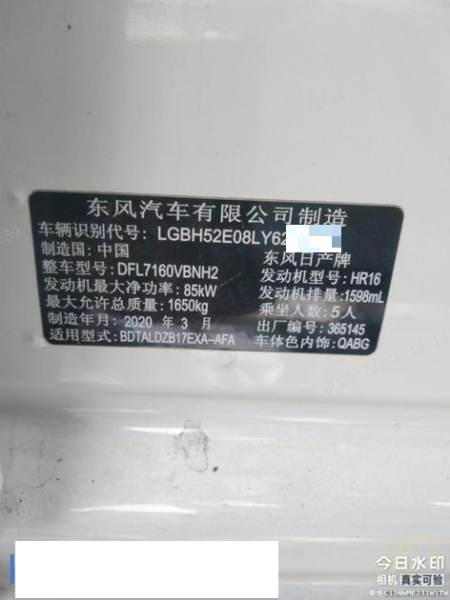 东风汽车有限公司制造
车辆识别代号: LGBH52E08LY62
制造国: 中国 东风日产牌
整车型号: DFL7160VBNH2 发动机型号: HR16
发动机最大净功率: 85kW 发动机排量: 1598mL
最大允许总质量: 1650kg 乘坐人数: 5人
制造年月: 2020 年 3 月 出厂编号: 365145
适用型式: BDTALDZB17EXA-AFA 车体色内饰: QABG
今日水印
相机 真实可验